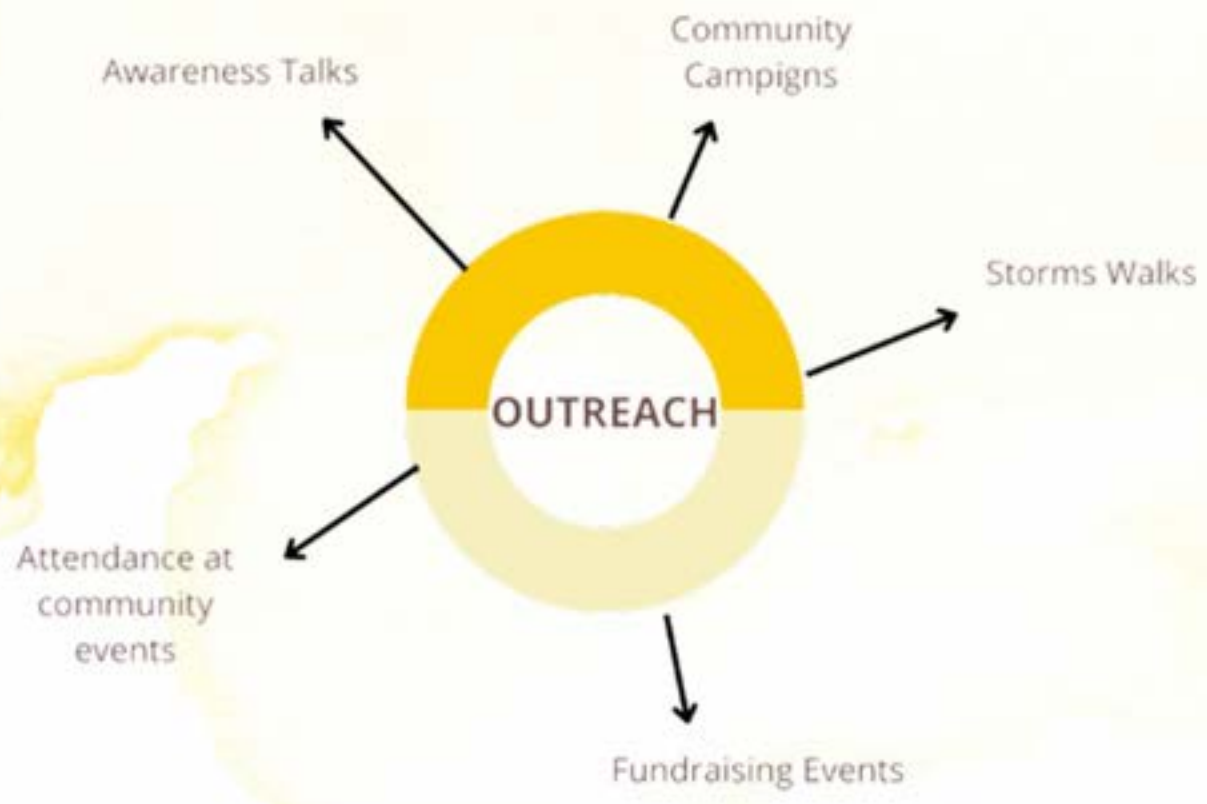 Community
Campigns
Awareness Talks
Storms Walks
OUTREACH
Attendance at
community
events
Fundraising Events